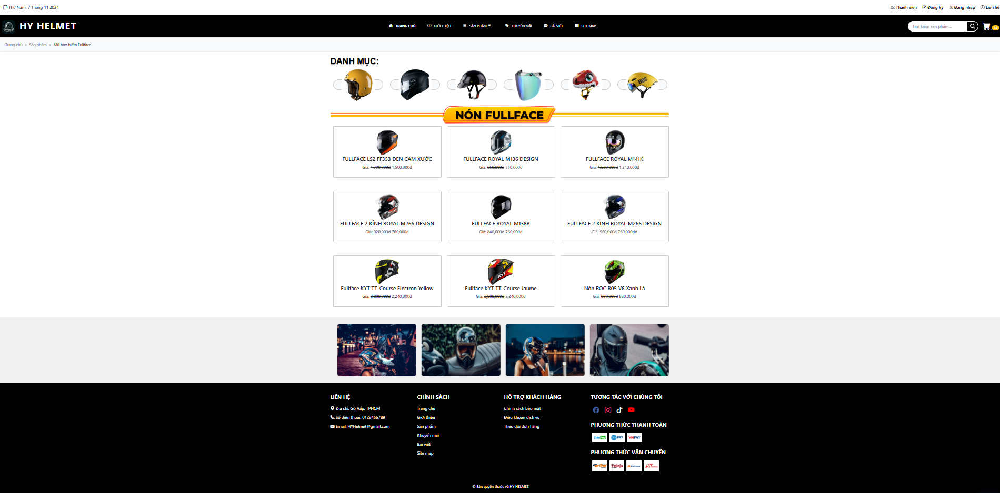 Thứ Năm, 7 Tháng 11 2024
Thành viên Đăng ký Đăng nhập Liên hệ
HY HELMET
TRANG CHỦ GIỚI THIỆU SẢN PHẨM KHUYẾN MÃI BÀI VIẾT SITE MAP
Tìm kiếm sản phẩm...
Trang chủ > Sản phẩm > Mũ bảo hiểm Fullface
DANH MỤC:
ROC
NÓN FULLFACE
FULLFACE LS2 FF353 ĐEN CAM XƯỚC
Giá: 1,700,000đ 1,500,000đ
FULLFACE ROYAL M136 DESIGN
Giá: 650,000đ 550,000đ
FULLFACE ROYAL M141K
Giá: 1,530,000đ 1,210,000đ
FULLFACE 2 KÍNH ROYAL M266 DESIGN
Giá: 920,000đ 760,000đ
FULLFACE ROYAL M138B
Giá: 840,000đ 760,000đ
FULLFACE 2 KÍNH ROYAL M266 DESIGN
Giá: 950,000đ 760,000dđ
KYT
Fullface KYT TT-Course Electron Yellow
Giá: 2,800,000đ 2,240,000đ
KYT
Fullface KYT TT-Course Jaume
Giá: 2,800,000đ 2,240,000đ
Nón ROC R05 V6 Xanh Lá
Giá: 880,000đ 880,000đ
LIÊN HỆ
Địa chỉ: Gò Vấp, TPHCM
Số điện thoại: 0123456789
Email: HYHelmet@gmail.com
CHÍNH SÁCH
Trang chủ
Giới thiệu
Sản phẩm
Khuyến mãi
Bài viết
Site map
HỖ TRỢ KHÁCH HÀNG
Chính sách bảo mật
Điều khoản dịch vụ
Theo dõi đơn hàng
TƯƠNG TÁC VỚI CHÚNG TÔI
PHƯƠNG THỨC THANH TOÁN
ZaloPay
PAY
VNPAY
PHƯƠNG THỨC VẬN CHUYỂN
GHN
ninja
Ahamove
J&T
© Bản quyền thuộc về HY HELMET.